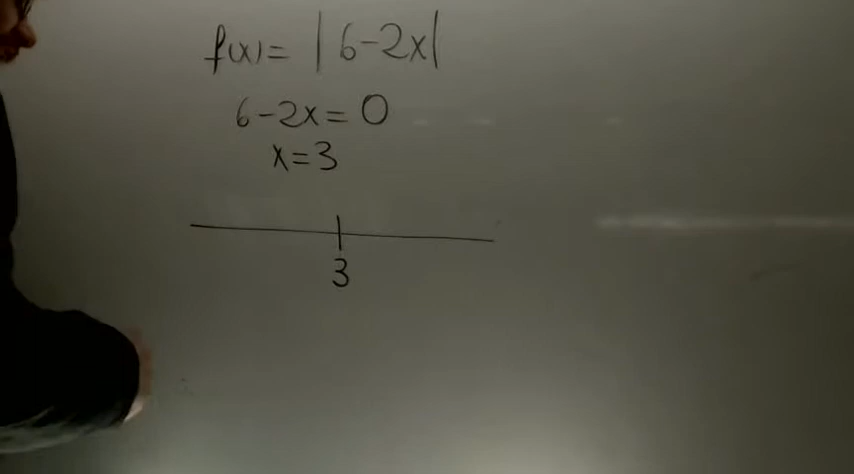 f(x) = | 6-2x |
6-2x = 0
x = 3
3